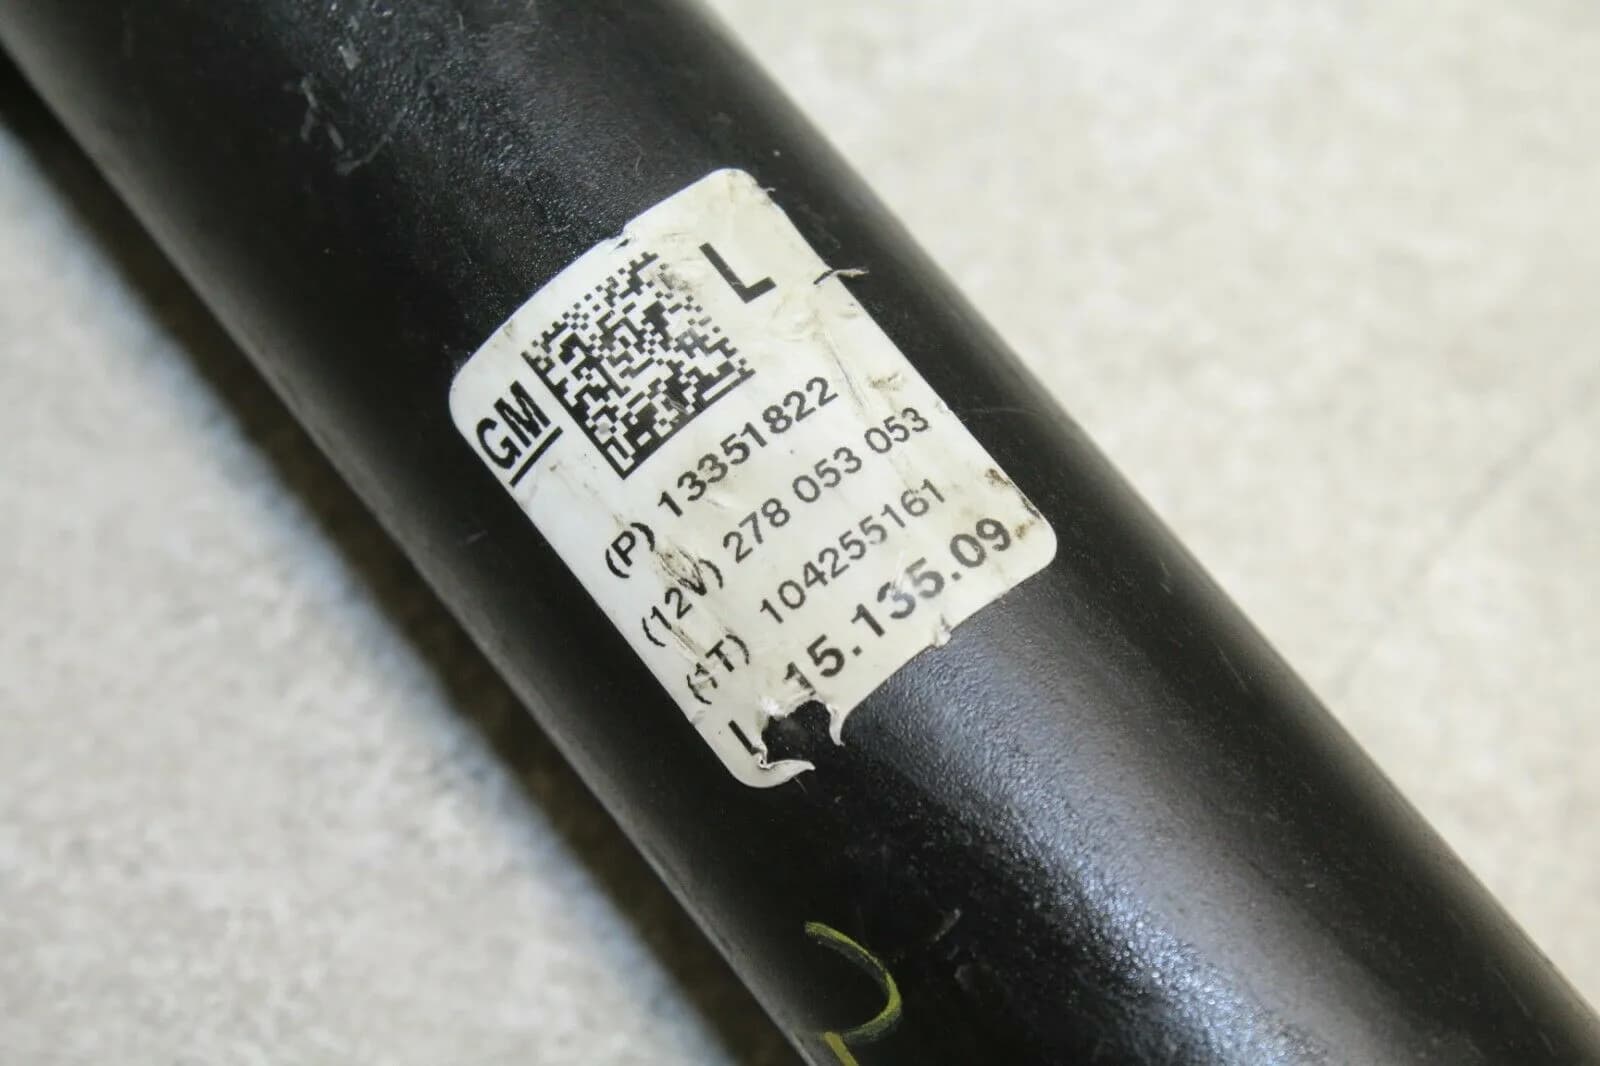 L
GM
(P) 13351822
(12V) 278 053 053
(1T) 104255161
15.135.09
L